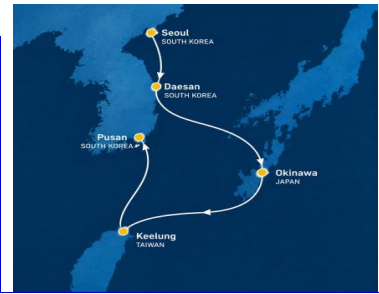 Seoul
SOUTH KOREA
Daesan
SOUTH KOREA
Pusan
SOUTH KOREA
Okinawa
JAPAN
Keelung
TAIWAN